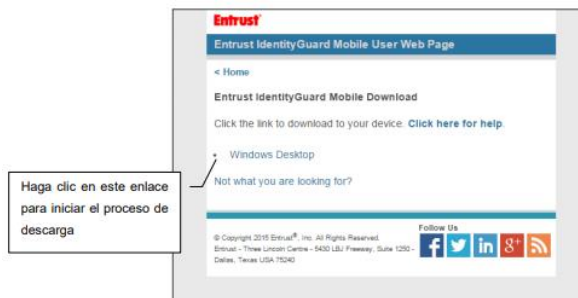 Entrust®
Entrust IdentityGuard Mobile User Web Page
< Home
Entrust IdentityGuard Mobile Download
Click the link to download to your device. Click here for help.
Windows Desktop
Not what you are looking for?
Haga clic en este enlace
para iniciar el proceso de
descarga
© Copyright 2015 Entrust®, Inc. All Rights Reserved.
Entrust - Three Lincoln Centre - 5430 LBJ Freeway, Suite 1250 -
Dallas, Texas USA 75240
Follow Us
f in 8+